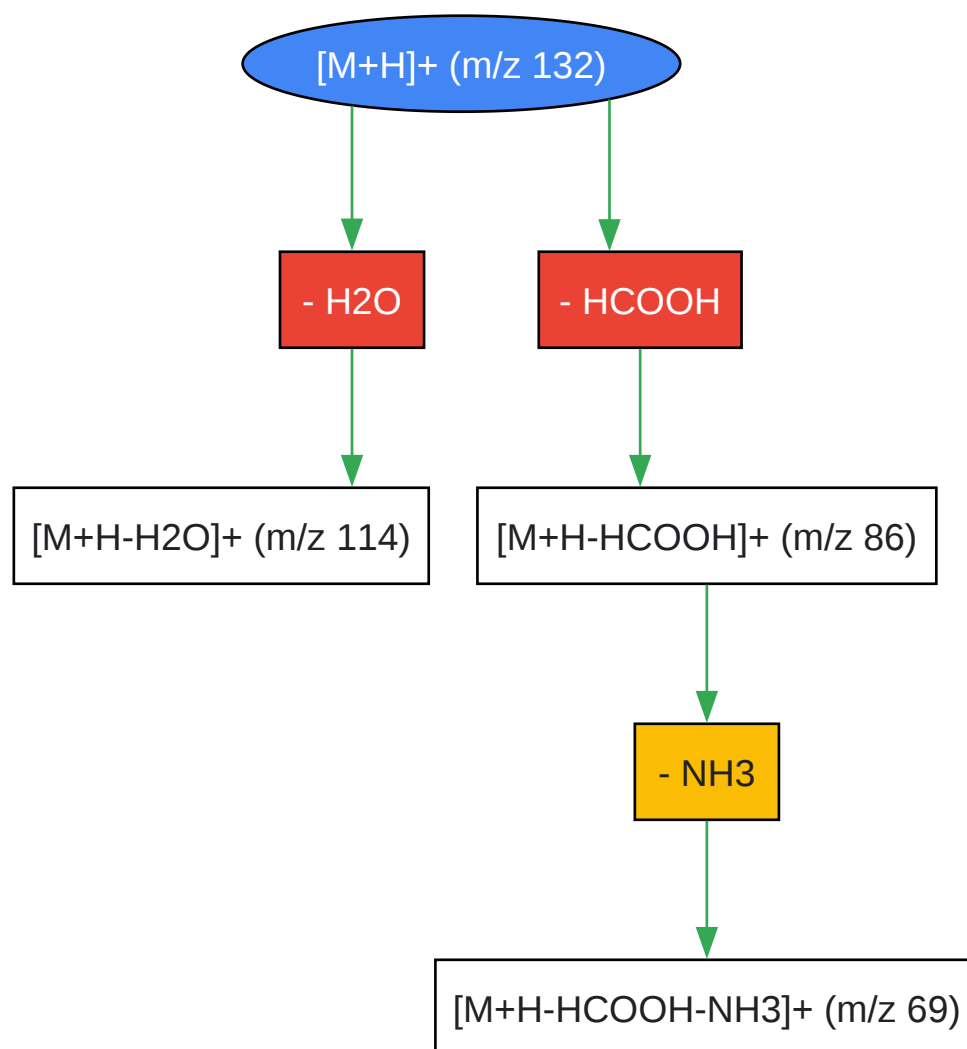 [M+H]+ (m/z 132)
- H2O
- HCOOH
[M+H-H2O]+ (m/z 114)
[M+H-HCOOH]+ (m/z 86)
- NH3
[M+H-HCOOH-NH3]+ (m/z 69)